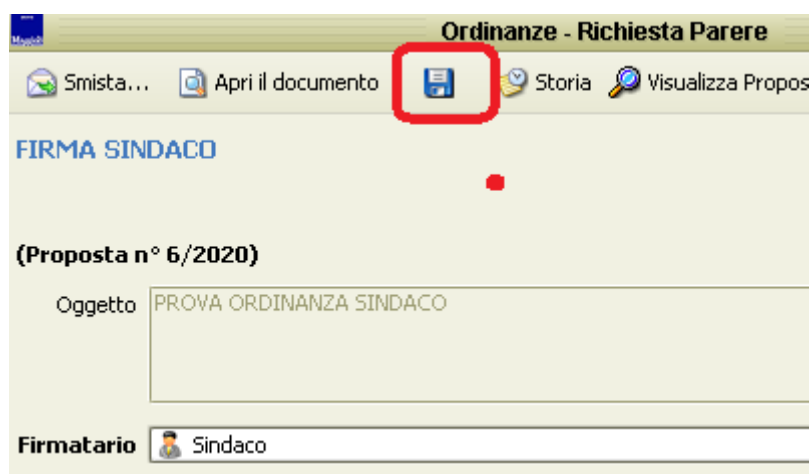 Maggioli
Ordinanze - Richiesta Parere
Smista... Apri il documento Storia Visualizza Propos
FIRMA SINDACO
(Proposta n° 6/2020)
Oggetto PROVA ORDINANZA SINDACO
Firmatario Sindaco